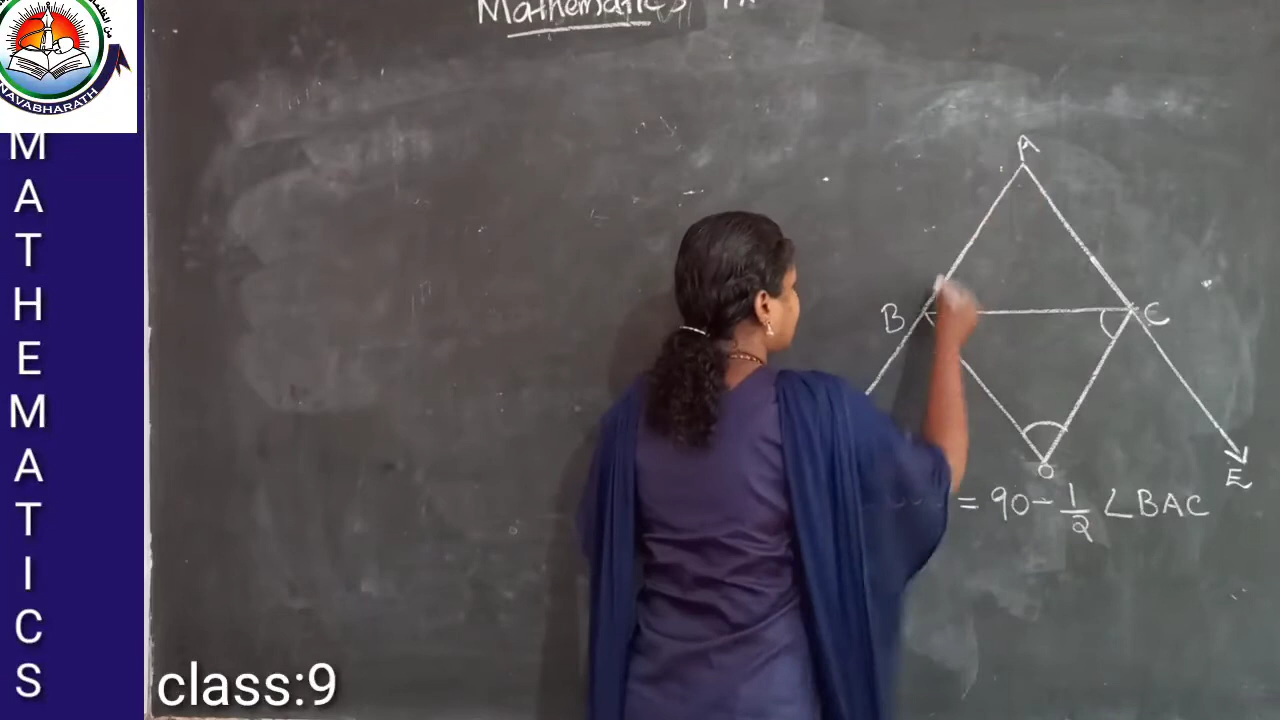 NAVABHARATH
MATHEMATICS
class:9
Mathematics
A
B
C
O
E
= 90 - 1/2 ∠BAC